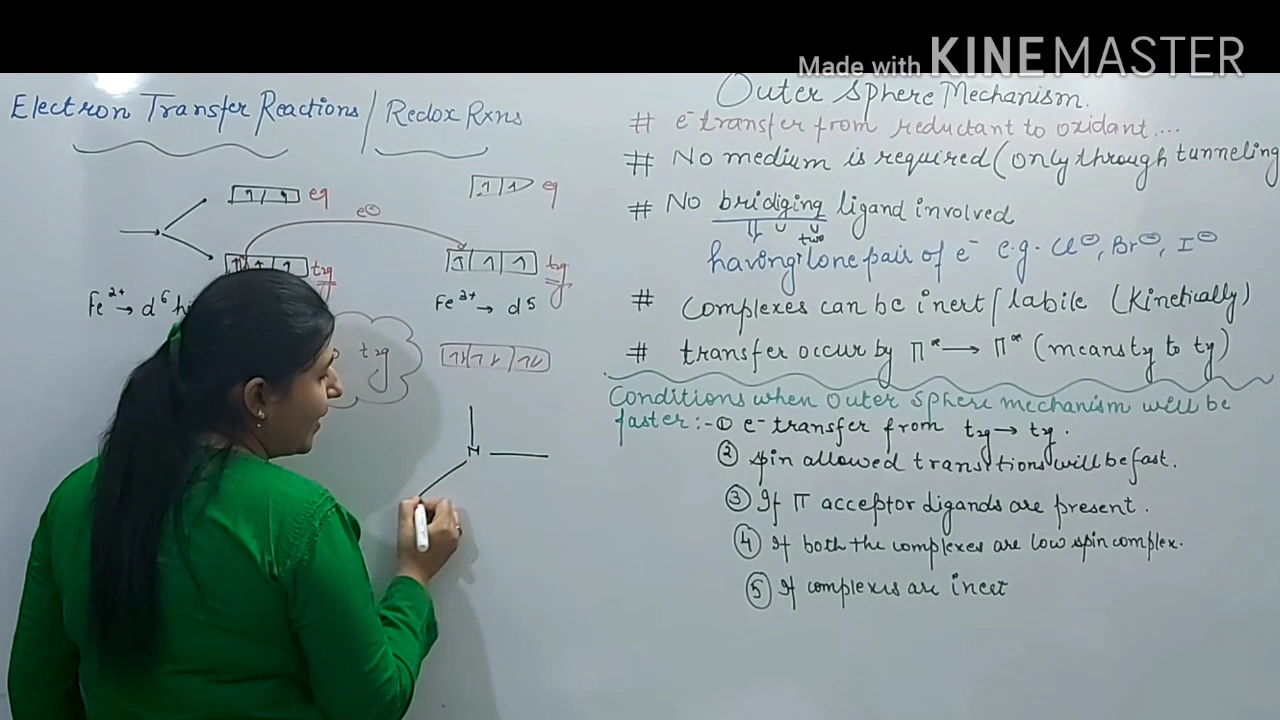 Made with KINEMASTER
Electron Transfer Reactions / Redox Rxns
eg
eg
e⊖
t2g
t2g
Fe2+ → d6
Fe3+ → d5
t2g
M
Outer Sphere Mechanism.
# e- transfer from reductant to oxidant....
# No medium is required (only through tunneling
# No bridiging ligand involved
two
having lone pair of e- e.g. Cl⊖, Br⊖, I⊖
# Complexes can be inert / labile (Kinetically)
# transfer occur by π* → π* (means t2g to t2g)
Conditions when Outer Sphere mechanism will be
faster :- ① e- transfer from t2g → t2g.
② Spin allowed transitions will be fast.
③ If π acceptor ligands are present.
④ If both the complexes are low spin complex.
⑤ If complexes are inert